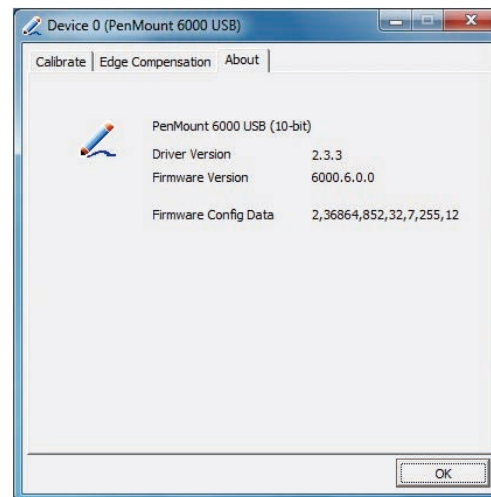 Device 0 (PenMount 6000 USB)
Calibrate Edge Compensation About
PenMount 6000 USB (10-bit)
Driver Version 2.3.3
Firmware Version 6000.6.0.0
Firmware Config Data 2,36864,852,32,7,255,12
OK